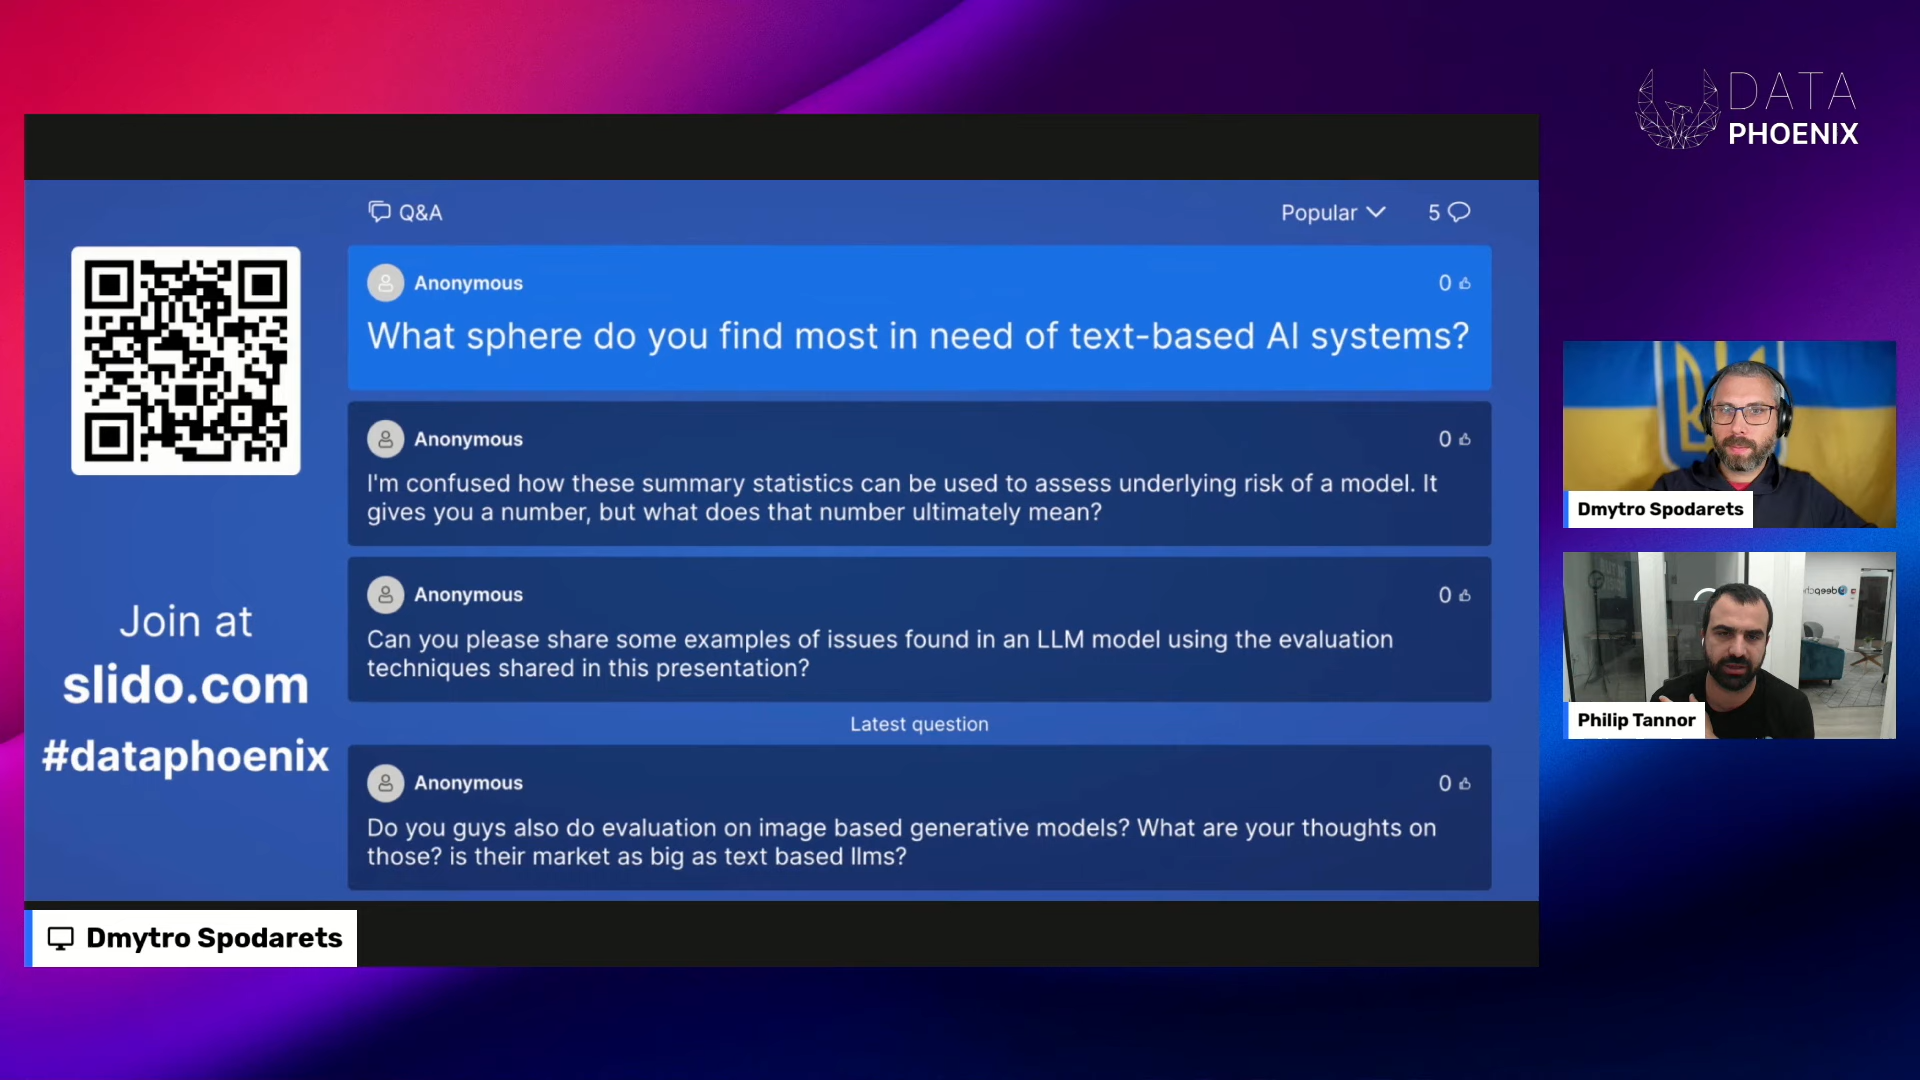 DATA
PHOENIX
Q&A
Popular
5
Anonymous
0
What sphere do you find most in need of text-based AI systems?
Anonymous
0
I'm confused how these summary statistics can be used to assess underlying risk of a model. It
gives you a number, but what does that number ultimately mean?
Anonymous
0
Can you please share some examples of issues found in an LLM model using the evaluation
techniques shared in this presentation?
Latest question
Anonymous
0
Do you guys also do evaluation on image based generative models? What are your thoughts on
those? is their market as big as text based llms?
Join at
slido.com
#dataphoenix
Dmytro Spodarets
Dmytro Spodarets
Philip Tannor